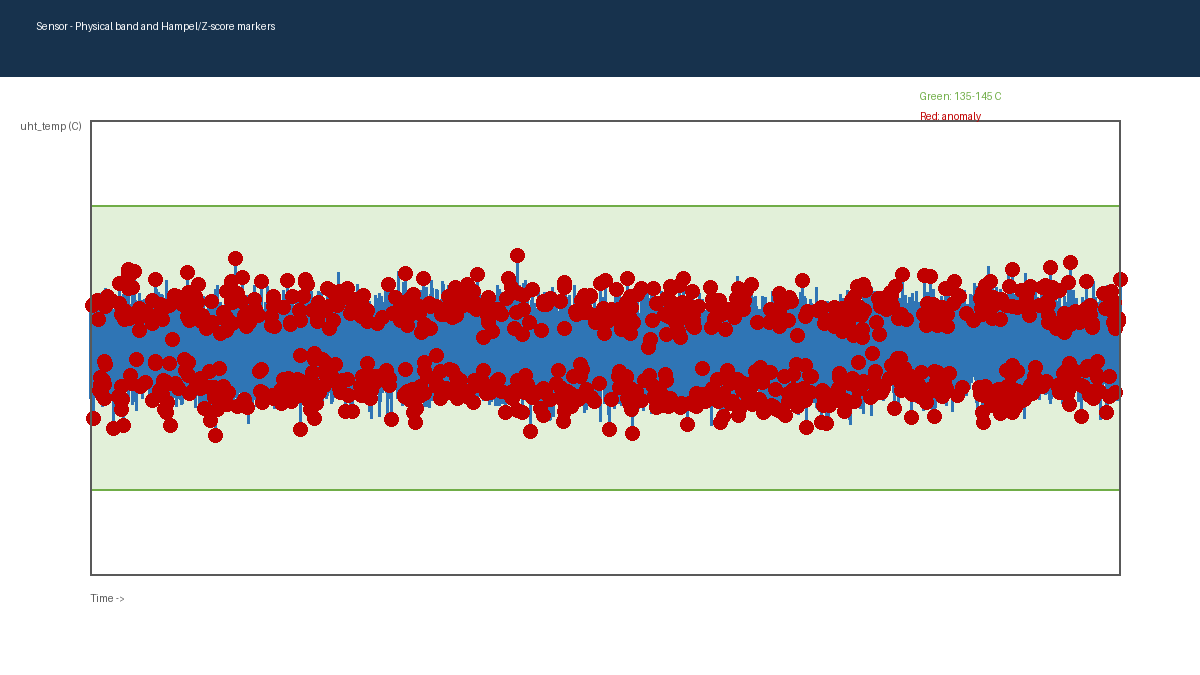 Sensor - Physical band and Hampel/Z-score markers
Green: 135-145 C
Red: anomaly
uht_temp (C)
Time ->